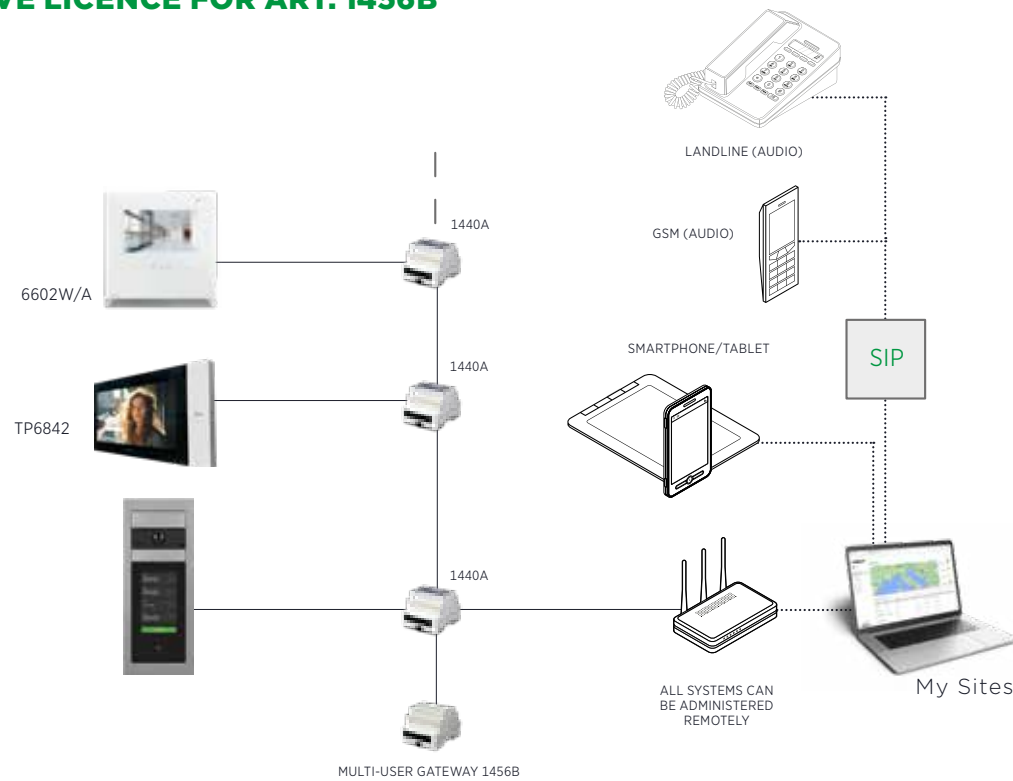 VE LICENCE FOR ART. 1456B
LANDLINE (AUDIO)
1440A
GSM (AUDIO)
6602W/A
SMARTPHONE/TABLET
SIP
1440A
TP6842
1440A
My Sites
ALL SYSTEMS CAN
BE ADMINISTERED
REMOTELY
MULTI-USER GATEWAY 1456B